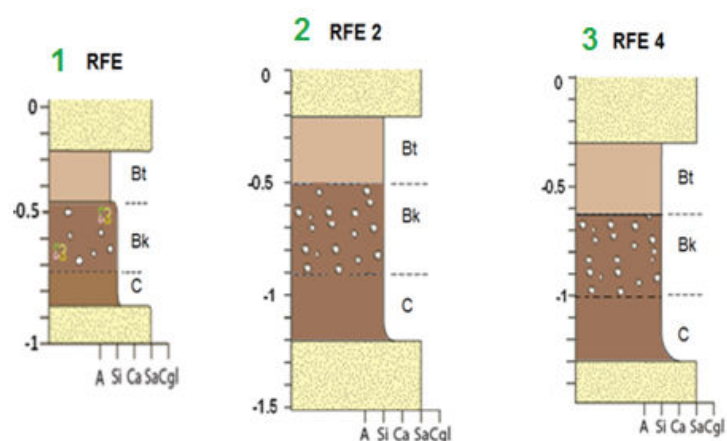 1 RFE
0
Bt
-0.5
Bk
C
-1
A Si Ca SaCgl
2 RFE 2
0
Bt
-0.5
Bk
-1
C
-1.5
A Si Ca SaCgl
3 RFE 4
0
Bt
-0.5
Bk
-1
C
A Si Ca SaCgl